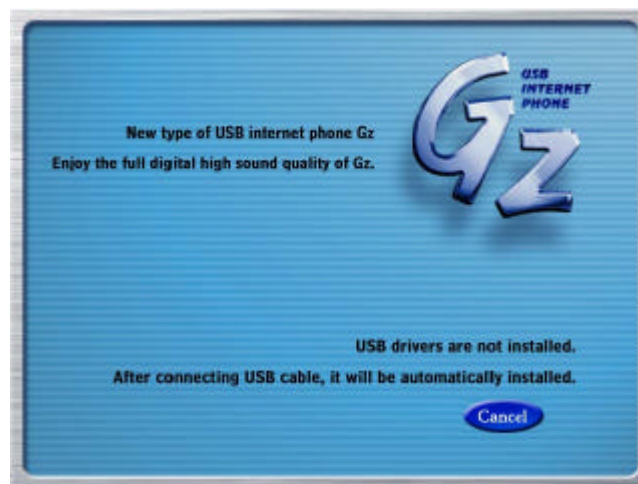 USB
INTERNET
PHONE
Gz
New type of USB internet phone Gz
Enjoy the full digital high sound quality of Gz.
USB drivers are not installed.
After connecting USB cable, it will be automatically installed.
Cancel